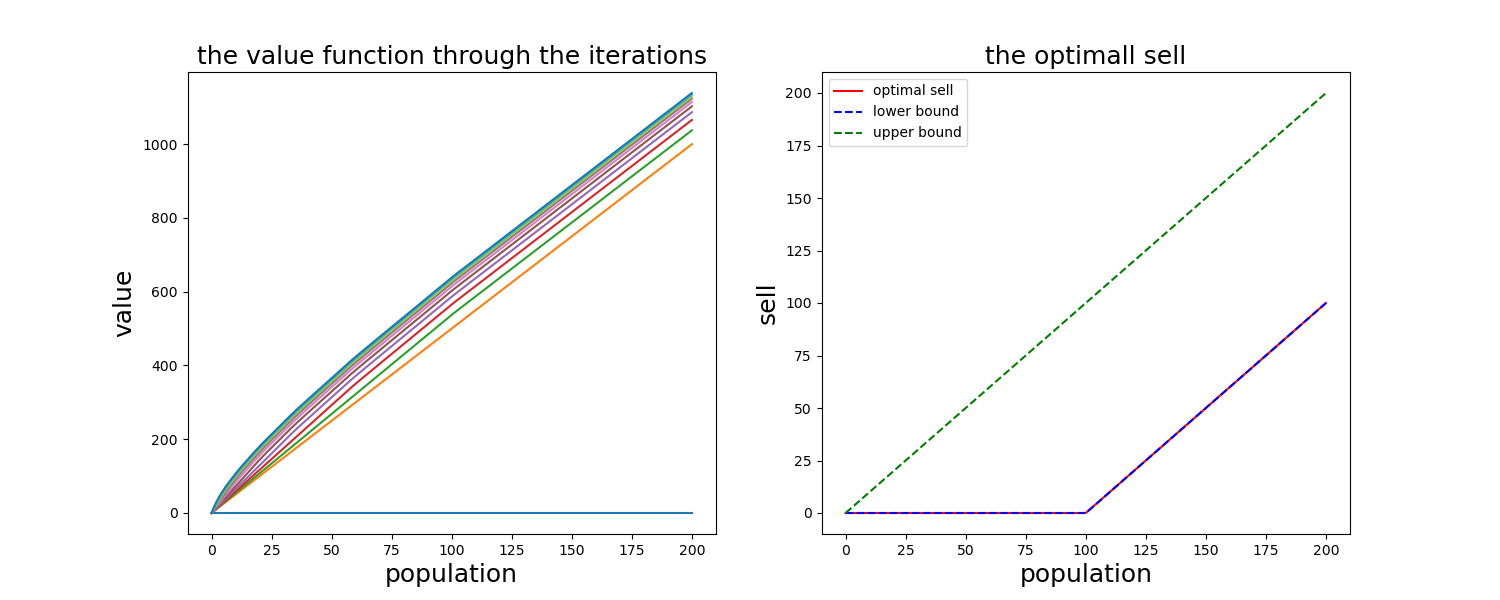 the value function through the iterations
1000
800
600
400
200
0
value
0 25 50 75 100 125 150 175 200
population
the optimall sell
optimal sell
lower bound
upper bound
200
175
150
125
100
75
50
25
0
sell
0 25 50 75 100 125 150 175 200
population